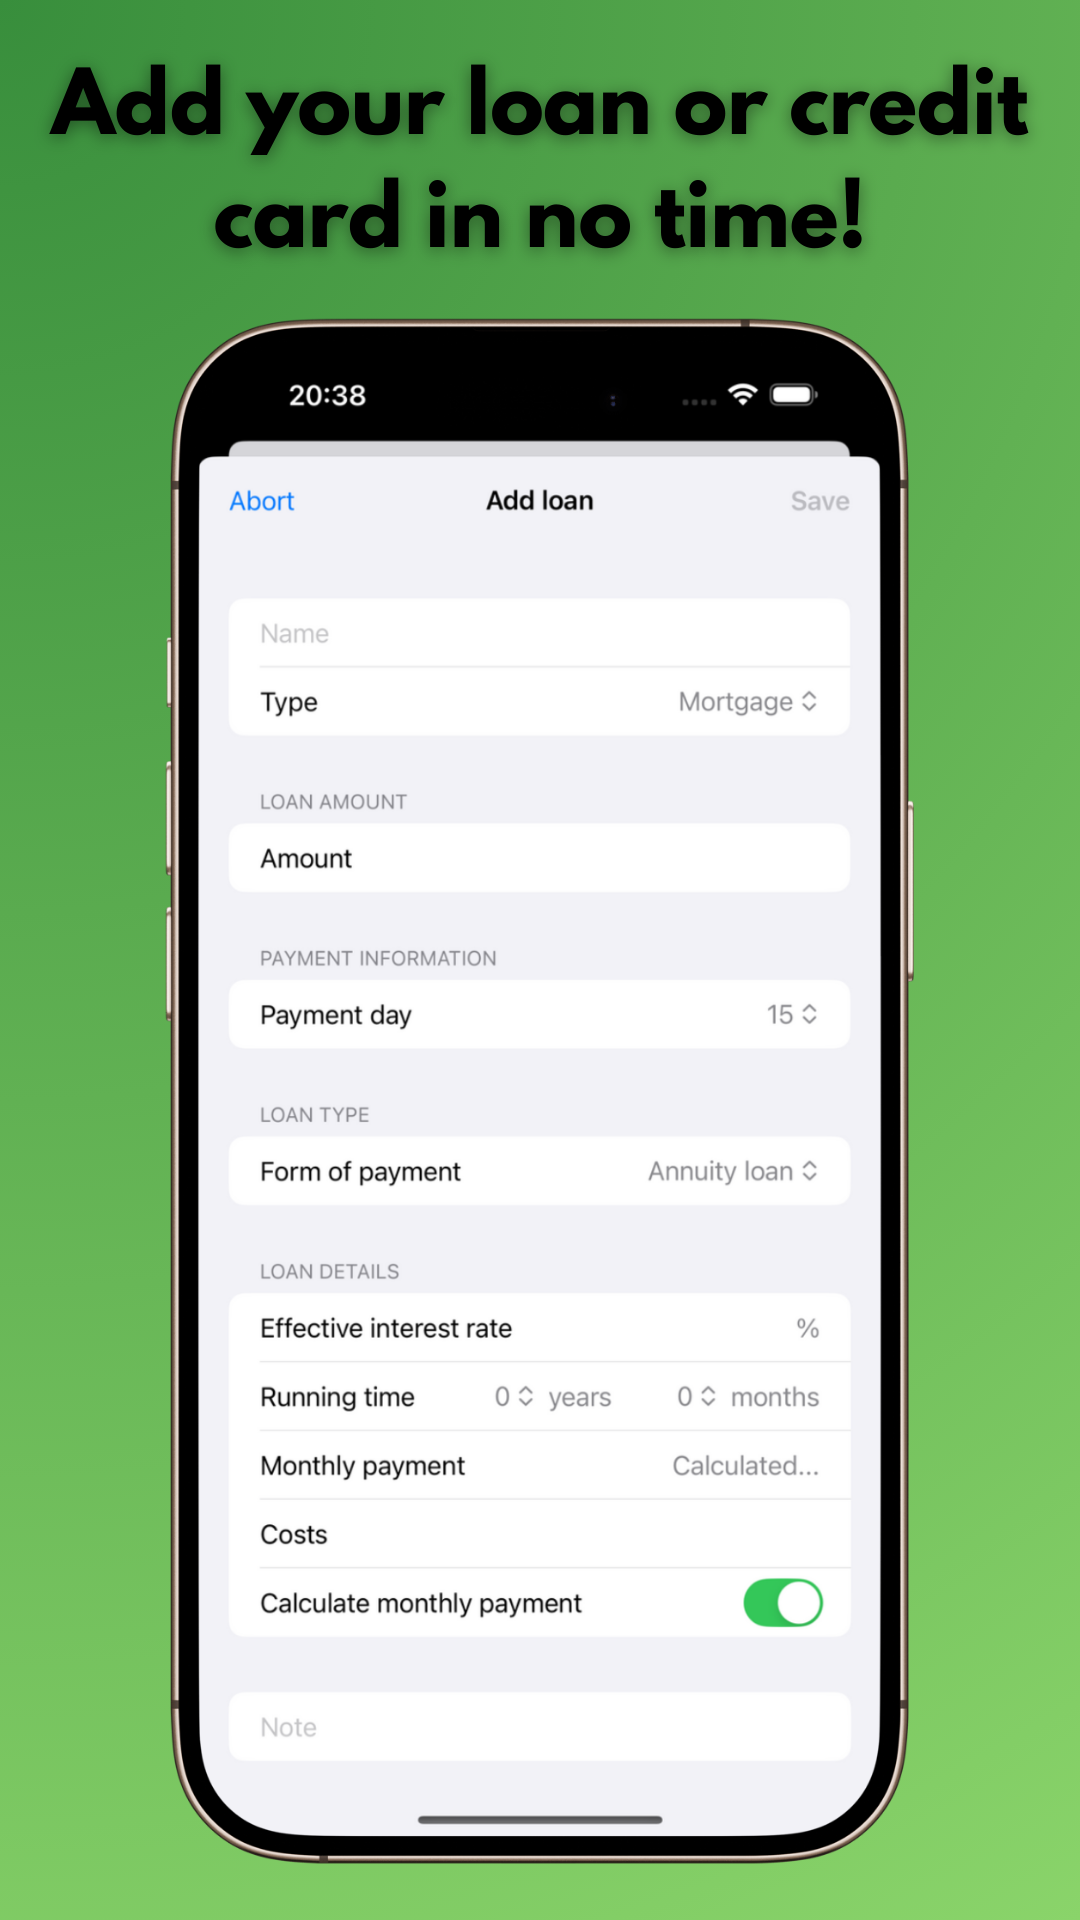 Add your loan or credit
card in no time!
20:38
Abort Add loan Save
Name
Type Mortgage
LOAN AMOUNT
Amount
PAYMENT INFORMATION
Payment day 15
LOAN TYPE
Form of payment Annuity loan
LOAN DETAILS
Effective interest rate %
Running time 0 years 0 months
Monthly payment Calculated...
Costs
Calculate monthly payment
Note